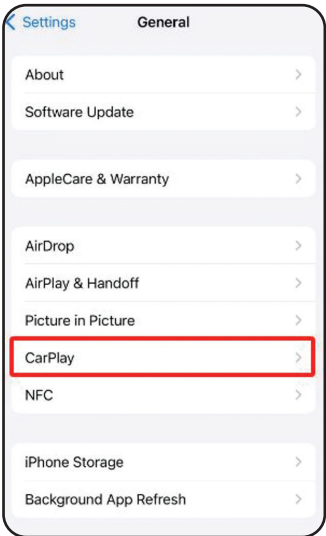 Settings General
About
Software Update
AppleCare & Warranty
AirDrop
AirPlay & Handoff
Picture in Picture
CarPlay
NFC
iPhone Storage
Background App Refresh